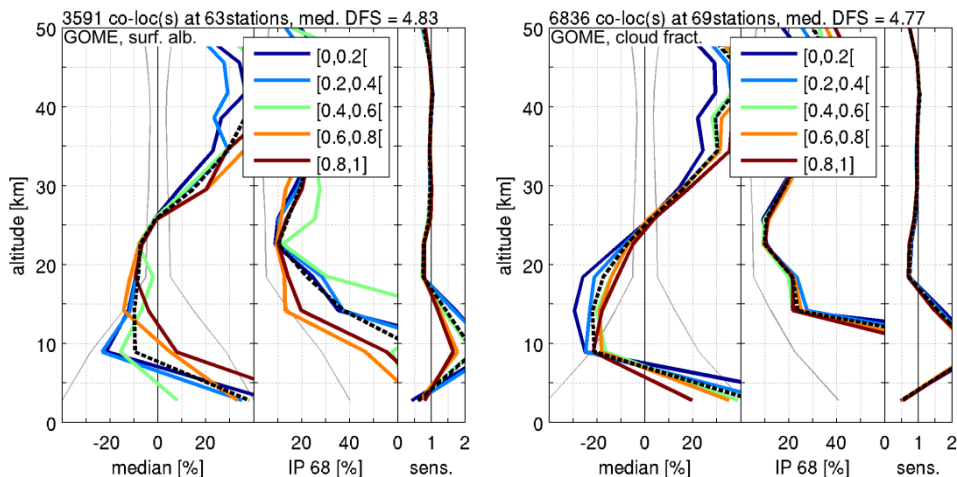 3591 co-loc(s) at 63stations, med. DFS = 4.83
GOME, surf. alb.
[0,0.2[
[0.2,0.4[
[0.4,0.6[
[0.6,0.8[
[0.8,1]
altitude [km]
50
40
30
20
10
0
-20 0 20
20 40
0 1 2
median [%]
IP 68 [%]
sens.
6836 co-loc(s) at 69stations, med. DFS = 4.77
GOME, cloud fract.
[0,0.2[
[0.2,0.4[
[0.4,0.6[
[0.6,0.8[
[0.8,1]
altitude [km]
50
40
30
20
10
0
-20 0 20
20 40
0 1 2
median [%]
IP 68 [%]
sens.